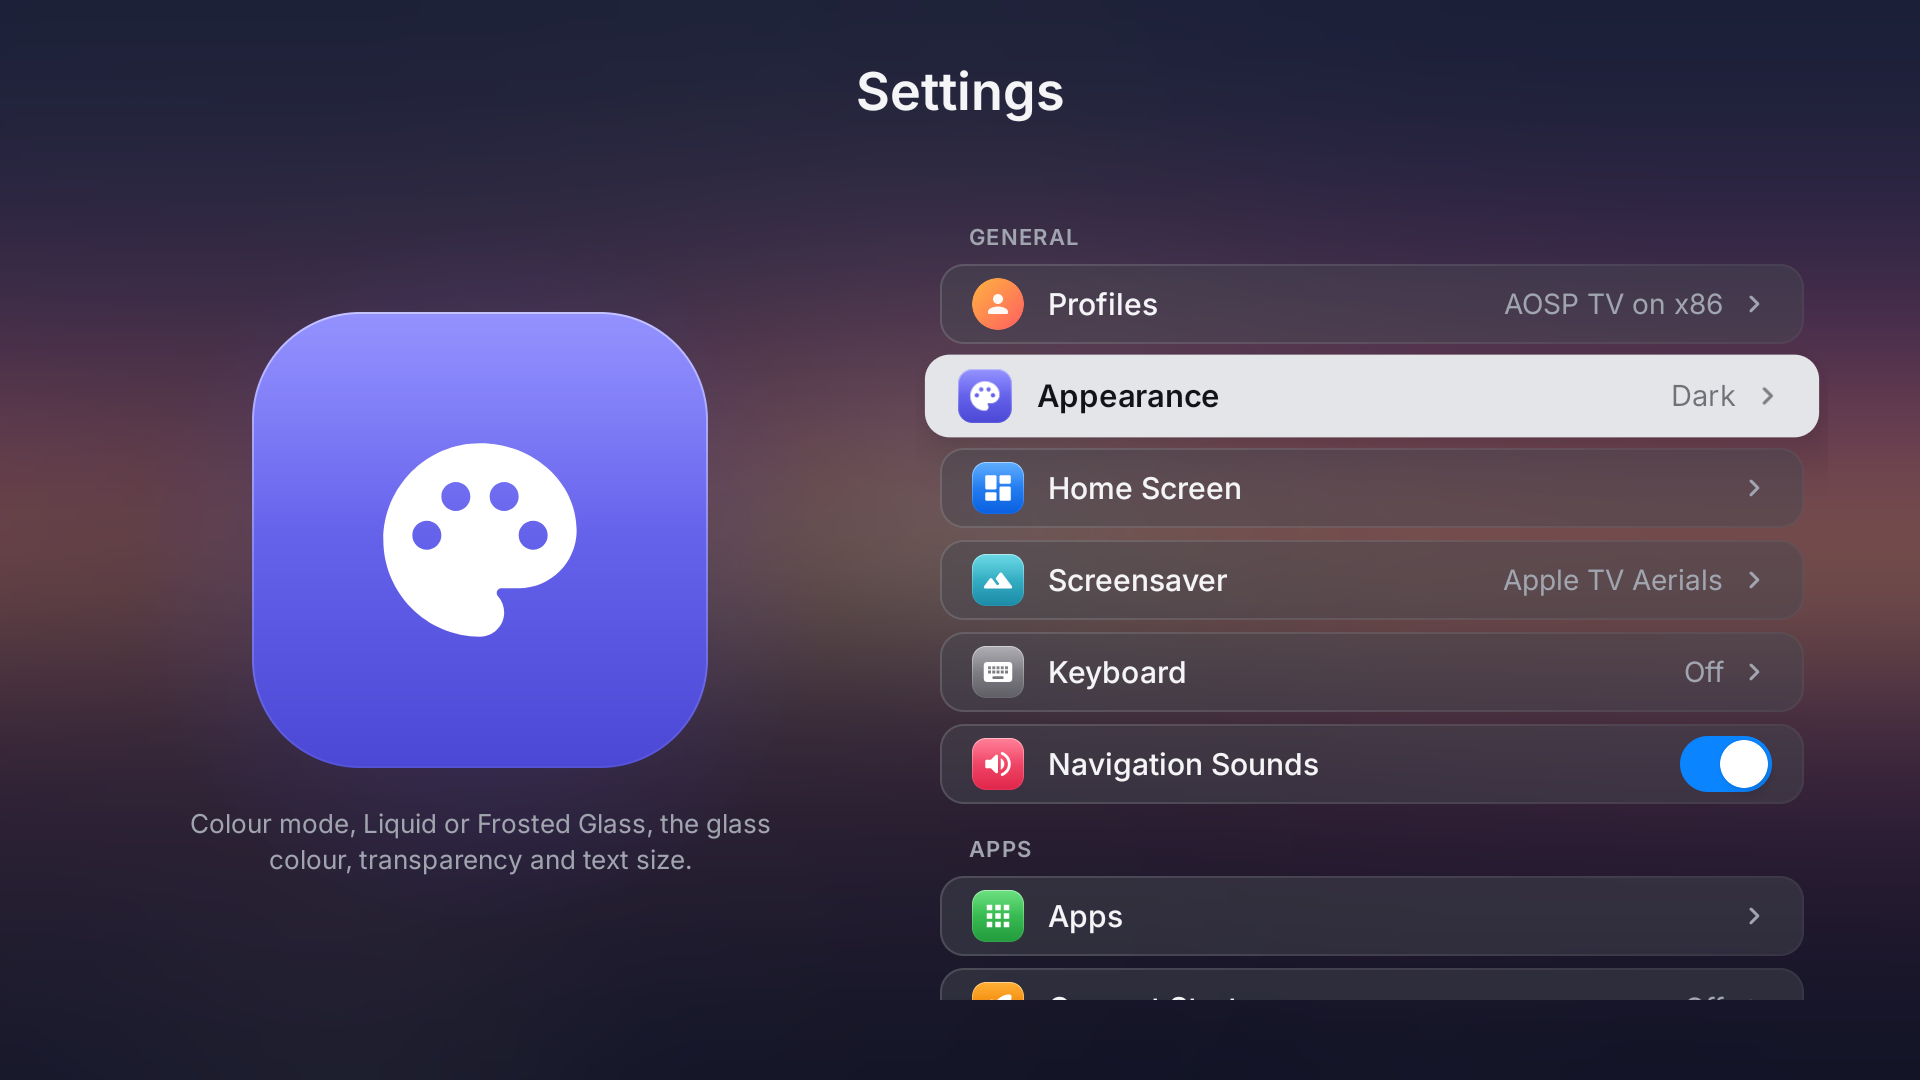 Settings
GENERAL
Profiles
AOSP TV on x86
Appearance
Dark
Home Screen
Screensaver
Apple TV Aerials
Keyboard
Off
Navigation Sounds
Colour mode, Liquid or Frosted Glass, the glass
colour, transparency and text size.
APPS
Apps